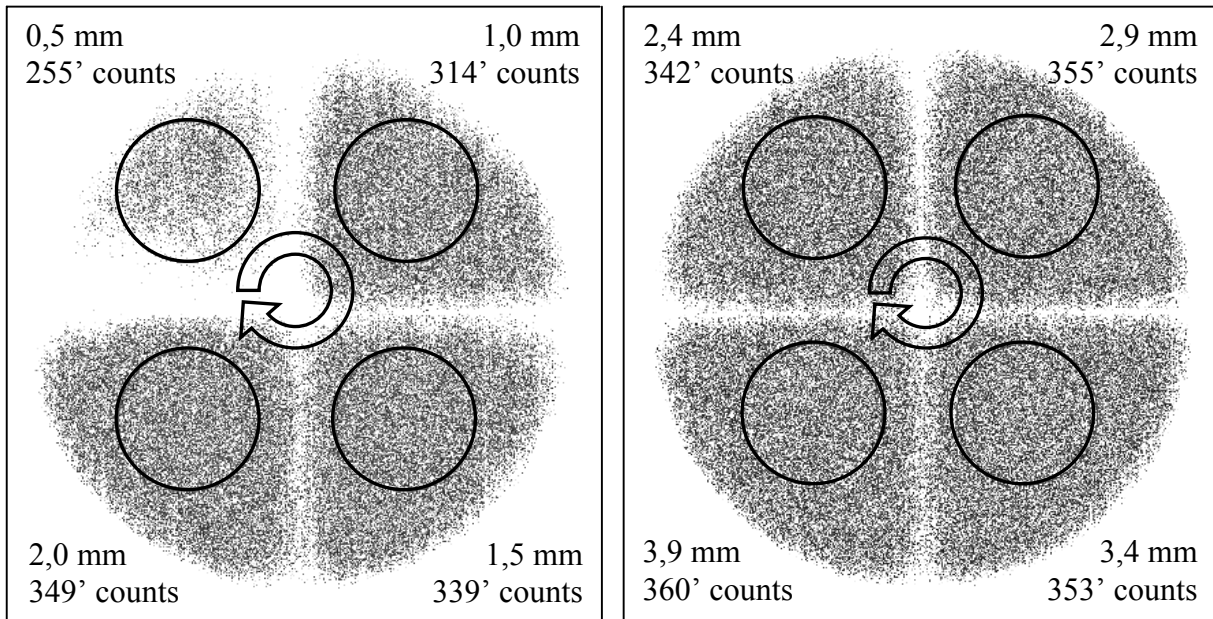 0,5 mm
255’ counts
1,0 mm
314’ counts
2,0 mm
349’ counts
1,5 mm
339’ counts
2,4 mm
342’ counts
2,9 mm
355’ counts
3,9 mm
360’ counts
3,4 mm
353’ counts